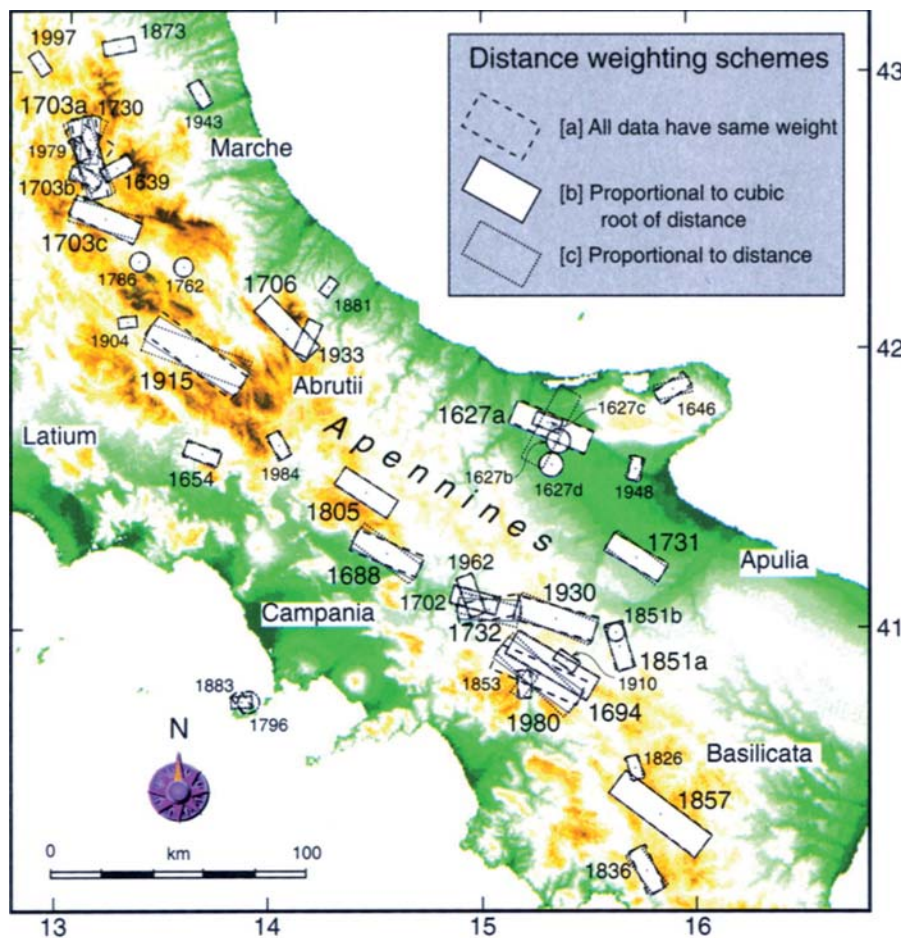 1997
1873
43
Distance weighting schemes
[a] All data have same weight
[b] Proportional to cubic
root of distance
[c] Proportional to distance
1703a
1730
1943
Marche
1979
1703b
1639
1703c
1786
1762
1706
1881
1904
1933
42
1915
Abrutii
1627a
1627c
1646
Latium
Apennines
1654
1984
1627b
1627d
1948
1805
1731
1688
1962
1930
Apulia
1702
Campania
1732
1851b
41
1851a
1853
1910
1883
1980
1694
1796
N
Basilicata
1826
1857
0
km
100
1836
13
14
15
16